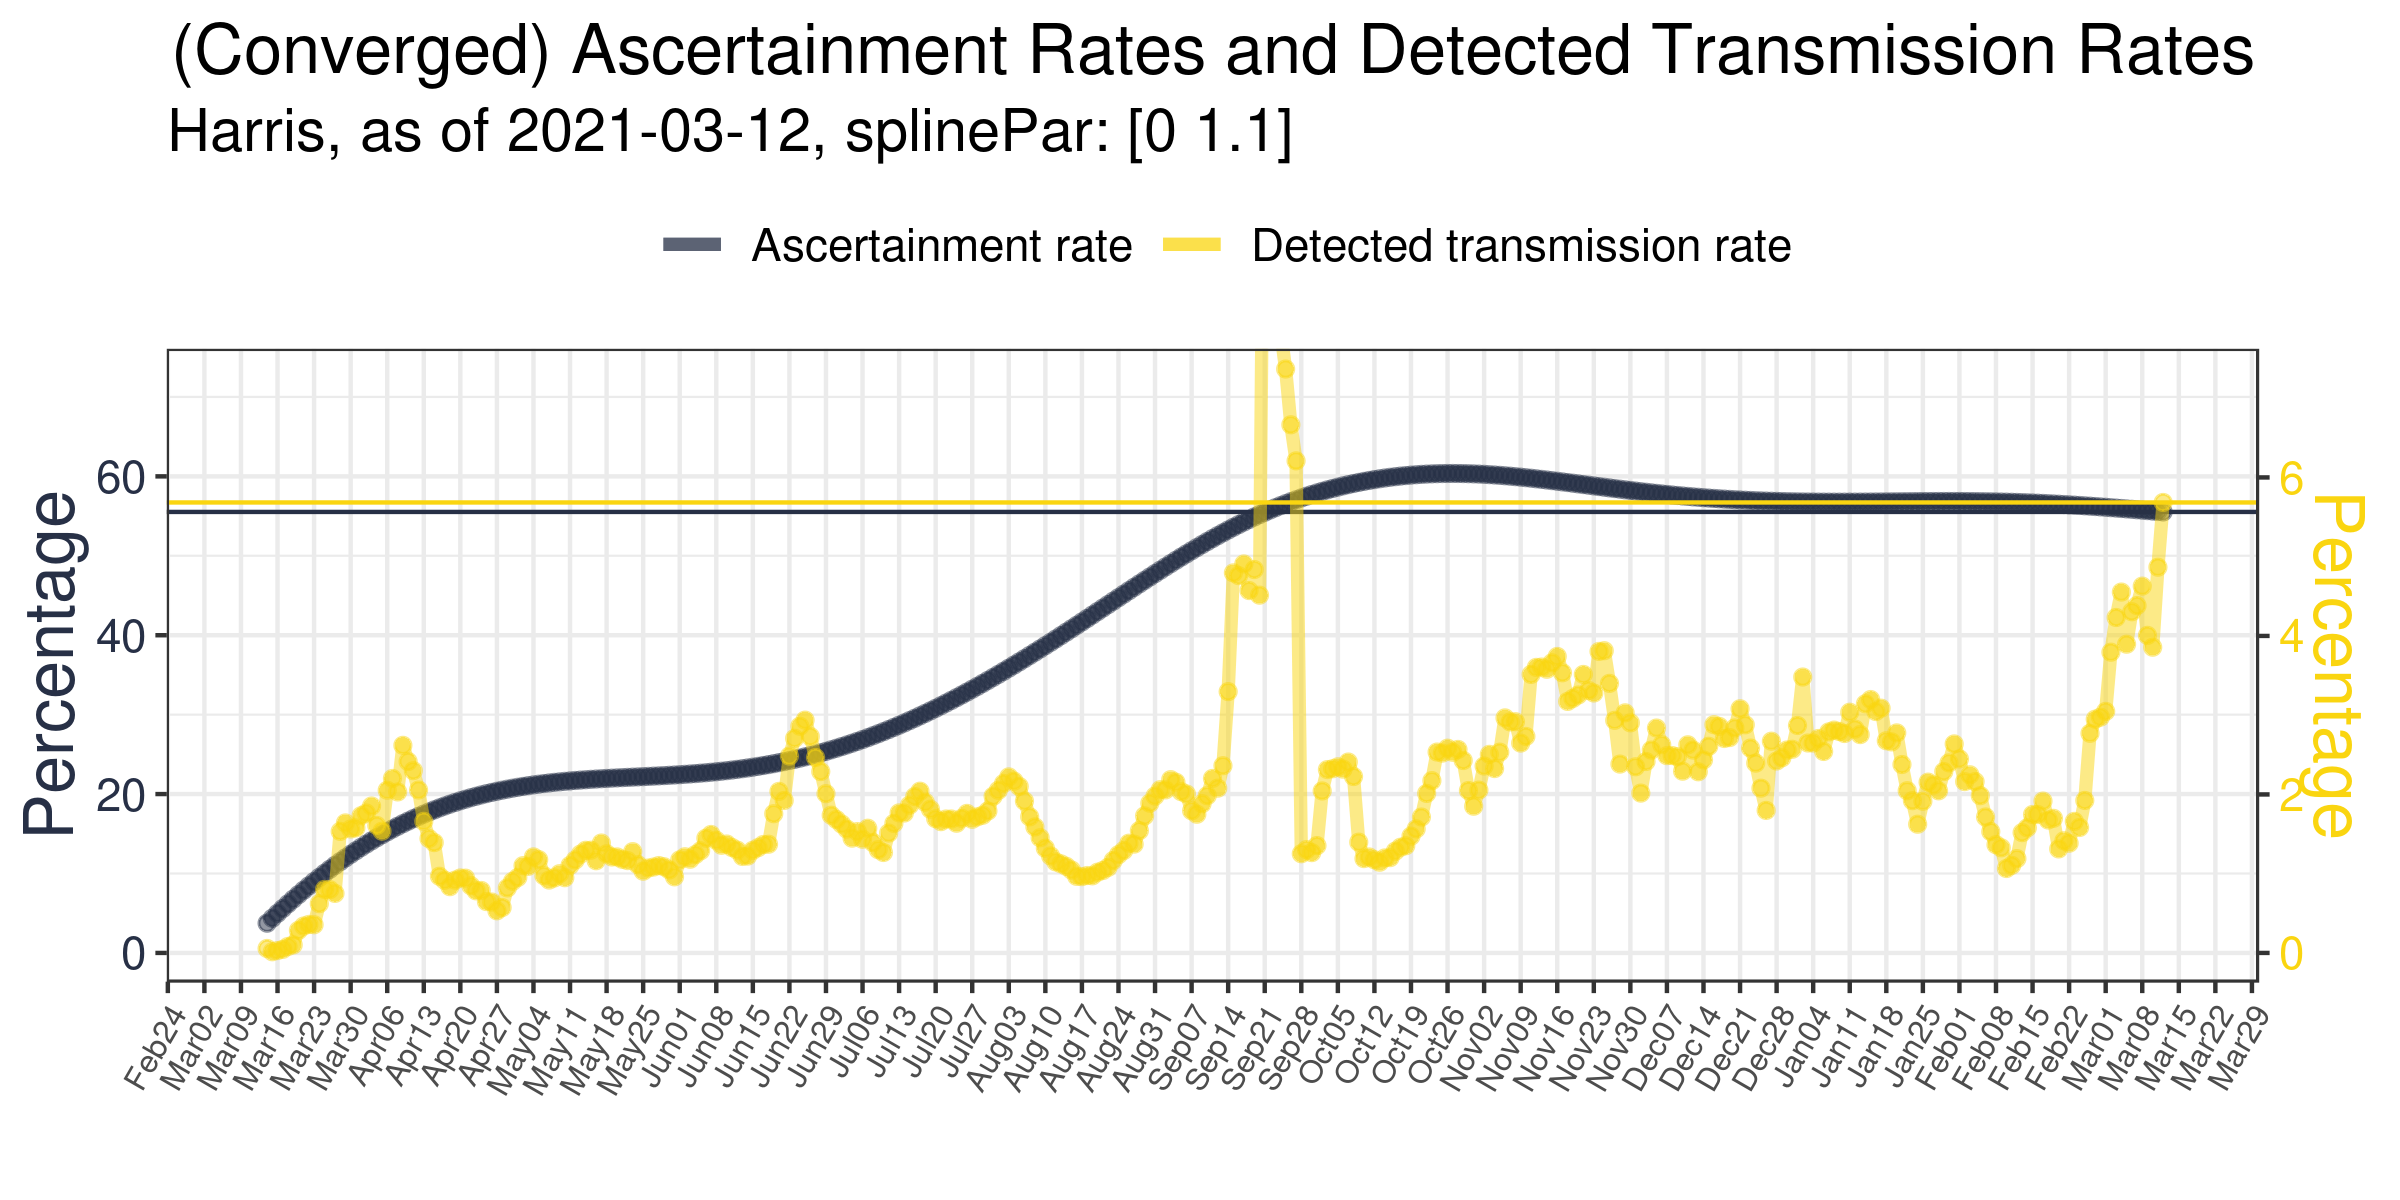 (Converged) Ascertainment Rates and Detected Transmission Rates
Harris, as of 2021-03-12, splinePar: [0 1.1]
Ascertainment rate
Detected transmission rate
Percentage
60
40
20
0
6
4
2
0
Percentage
Feb24
Mar02
Mar09
Mar16
Mar23
Mar30
Apr06
Apr13
Apr20
Apr27
May04
May11
May18
May25
Jun01
Jun08
Jun15
Jun22
Jun29
Jul06
Jul13
Jul20
Jul27
Aug03
Aug10
Aug17
Aug24
Aug31
Sep07
Sep14
Sep21
Sep28
Oct05
Oct12
Oct19
Oct26
Nov02
Nov09
Nov16
Nov23
Nov30
Dec07
Dec14
Dec21
Dec28
Jan04
Jan11
Jan18
Jan25
Feb01
Feb08
Feb15
Feb22
Mar01
Mar08
Mar15
Mar22
Mar29